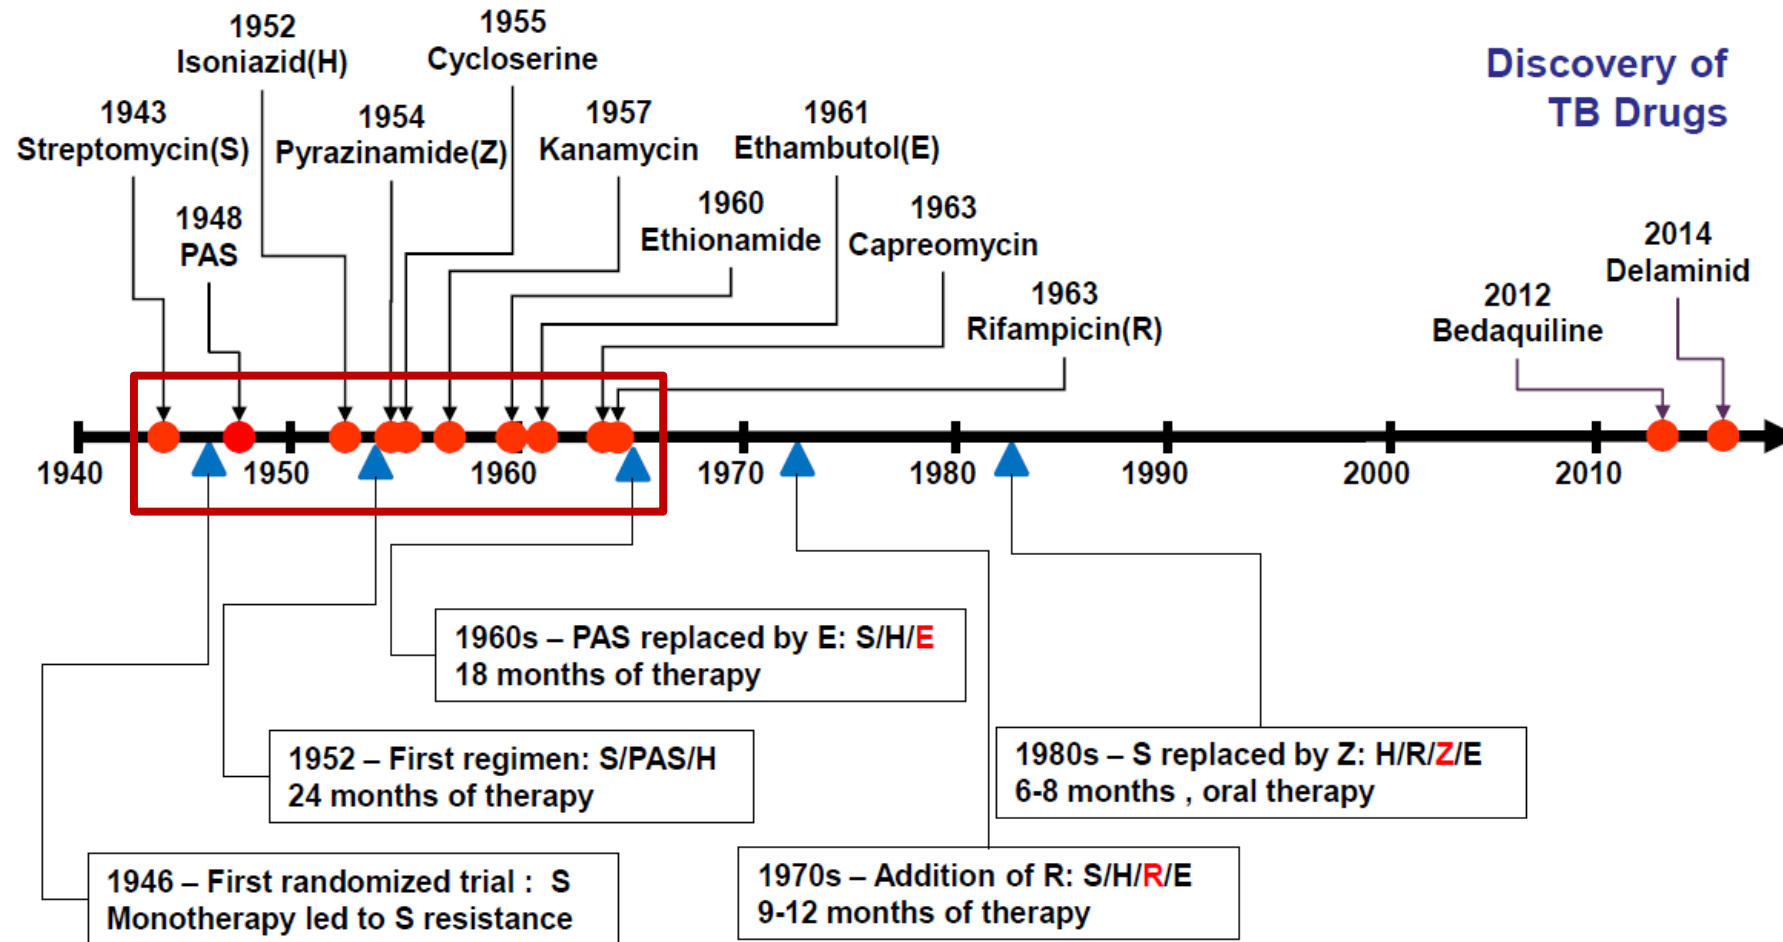 Discovery of
TB Drugs
1943
Streptomycin(S)
1948
PAS
1952
Isoniazid(H)
1954
Pyrazinamide(Z)
1955
Cycloserine
1957
Kanamycin
1960
Ethionamide
1961
Ethambutol(E)
1963
Capreomycin
1963
Rifampicin(R)
2012
Bedaquiline
2014
Delaminid
1940
1950
1960
1970
1980
1990
2000
2010
1946 – First randomized trial : S
Monotherapy led to S resistance
1952 – First regimen: S/PAS/H
24 months of therapy
1960s – PAS replaced by E: S/H/E
18 months of therapy
1970s – Addition of R: S/H/R/E
9-12 months of therapy
1980s – S replaced by Z: H/R/Z/E
6-8 months , oral therapy